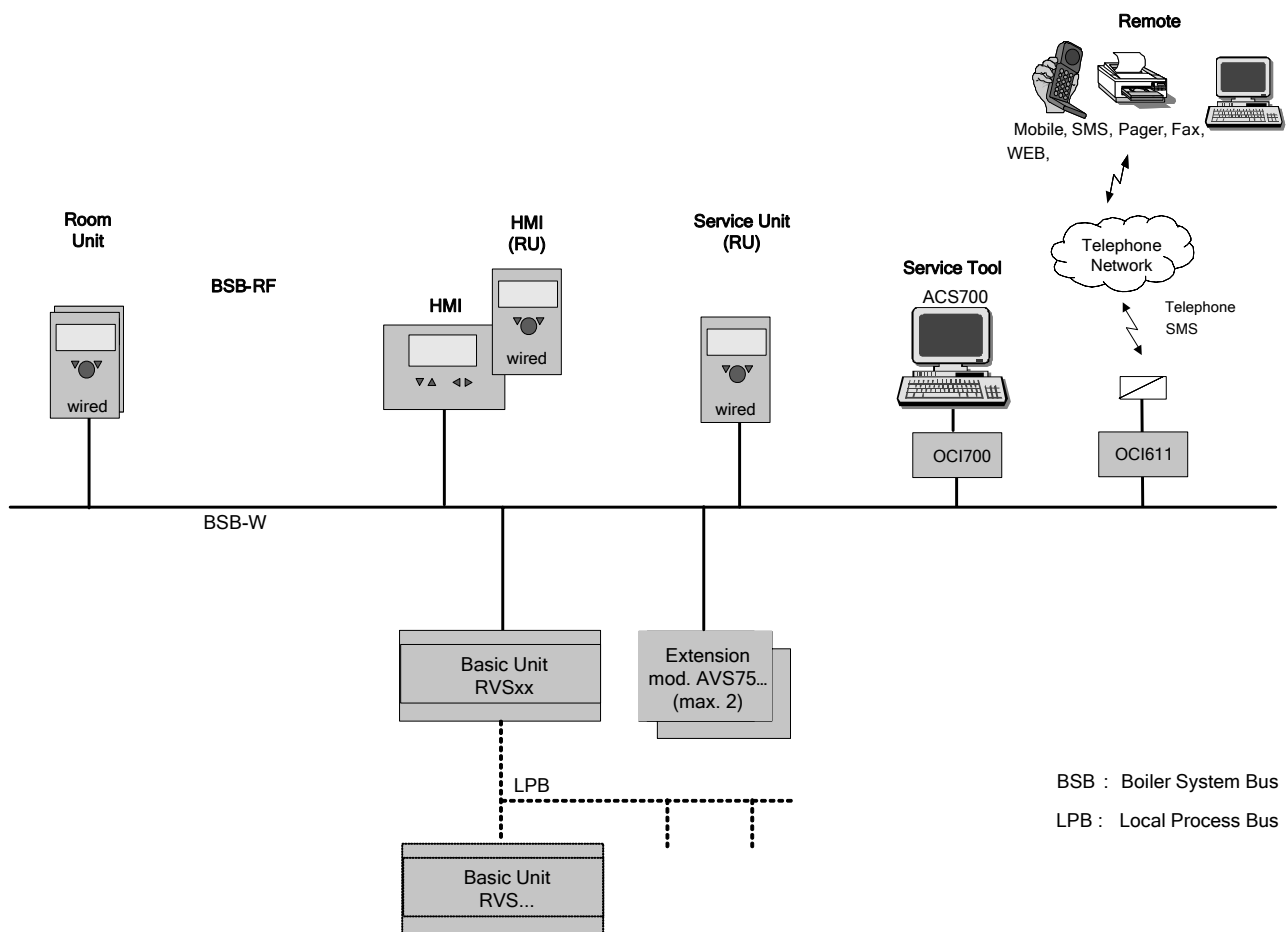 Remote
Mobile, SMS, Pager, Fax,
WEB,
Telephone
Network
Telephone
SMS
Room
Unit
BSB-RF
HMI
(RU)
HMI
Service Unit
(RU)
Service Tool
ACS700
wired
wired
wired
OCI700
OCI611
BSB-W
Basic Unit
RVSxx
Extension
mod. AVS75...
(max. 2)
LPB
BSB : Boiler System Bus
LPB : Local Process Bus
Basic Unit
RVS...